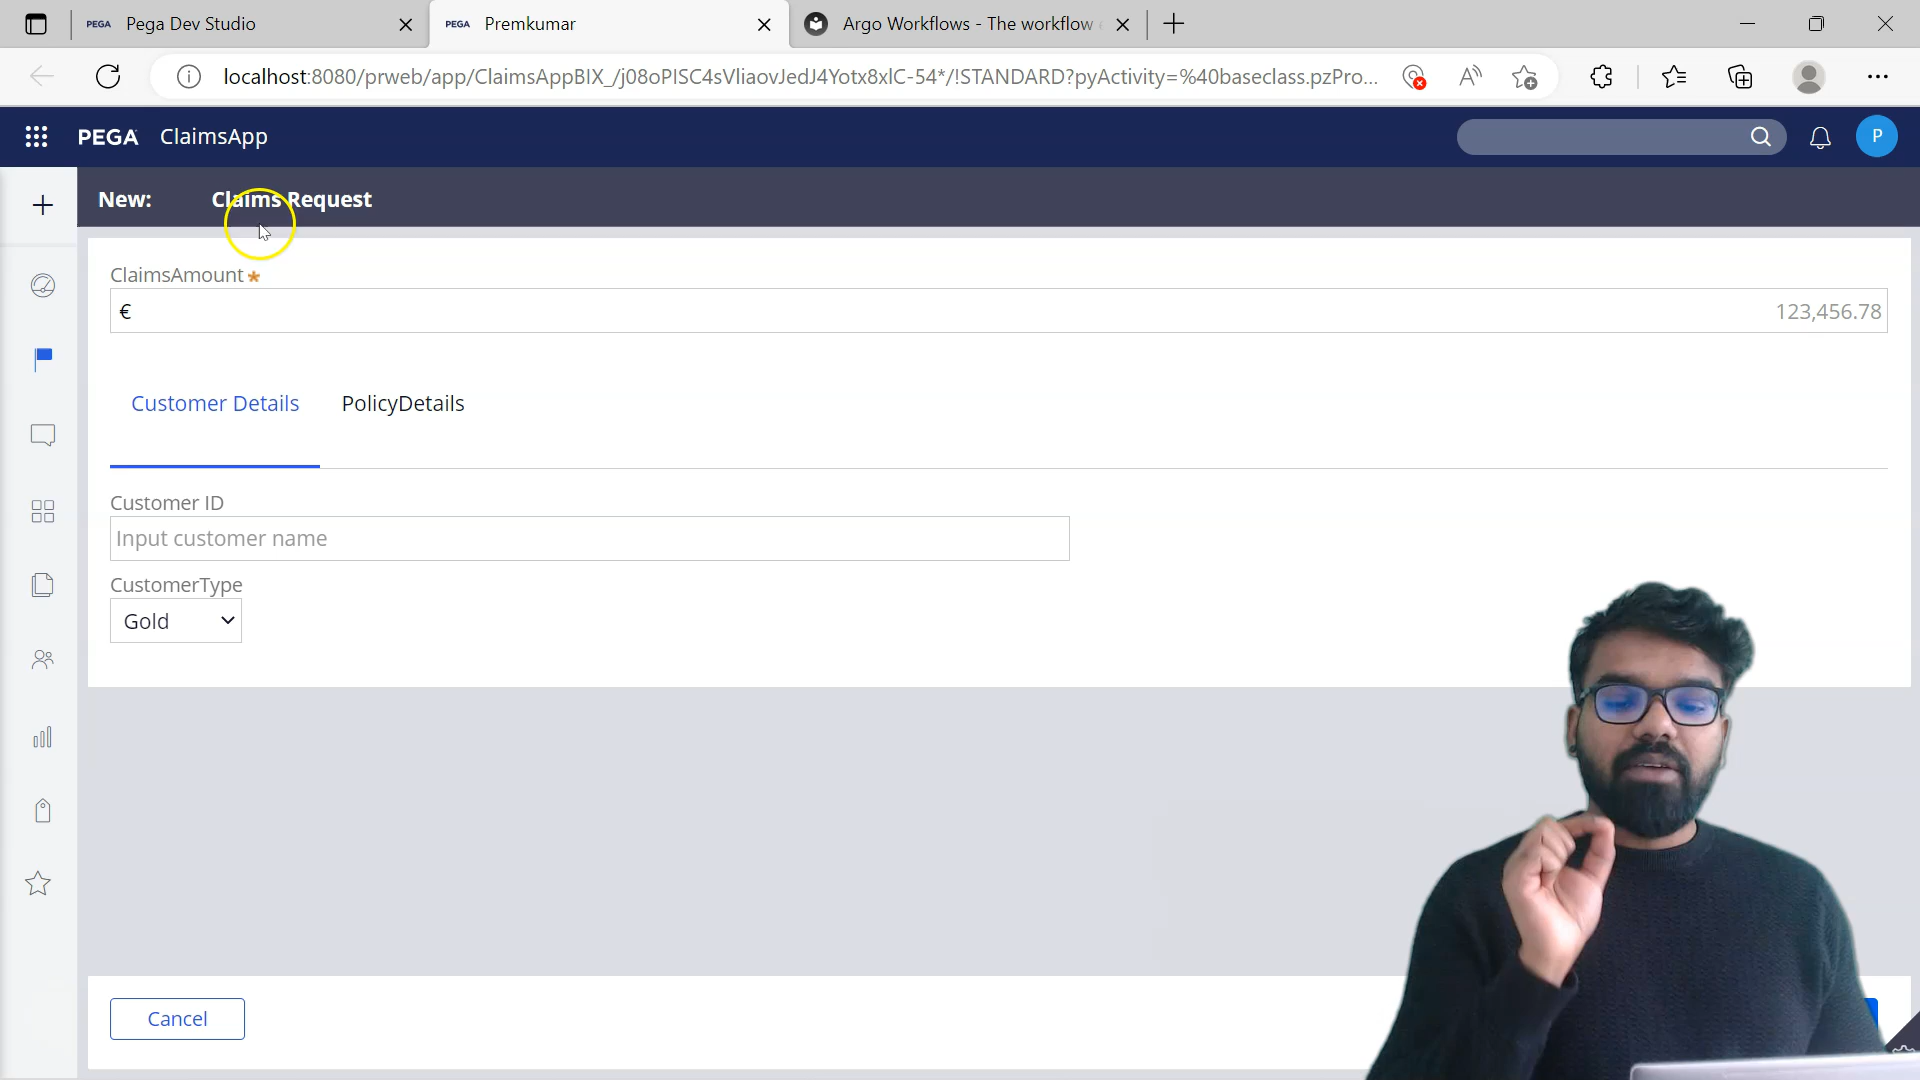 PEGA Pega Dev Studio
PEGA Premkumar
Argo Workflows - The workflow
localhost:8080/prweb/app/ClaimsAppBIX_/j08oPISC4sVliaovJedJ4Yotx8xlC-54*/!STANDARD?pyActivity=%40baseclass.pzPro...
PEGA ClaimsApp
P
New: Claims Request
ClaimsAmount *
€ 123,456.78
Customer Details PolicyDetails
Customer ID
Input customer name
CustomerType
Gold
Cancel